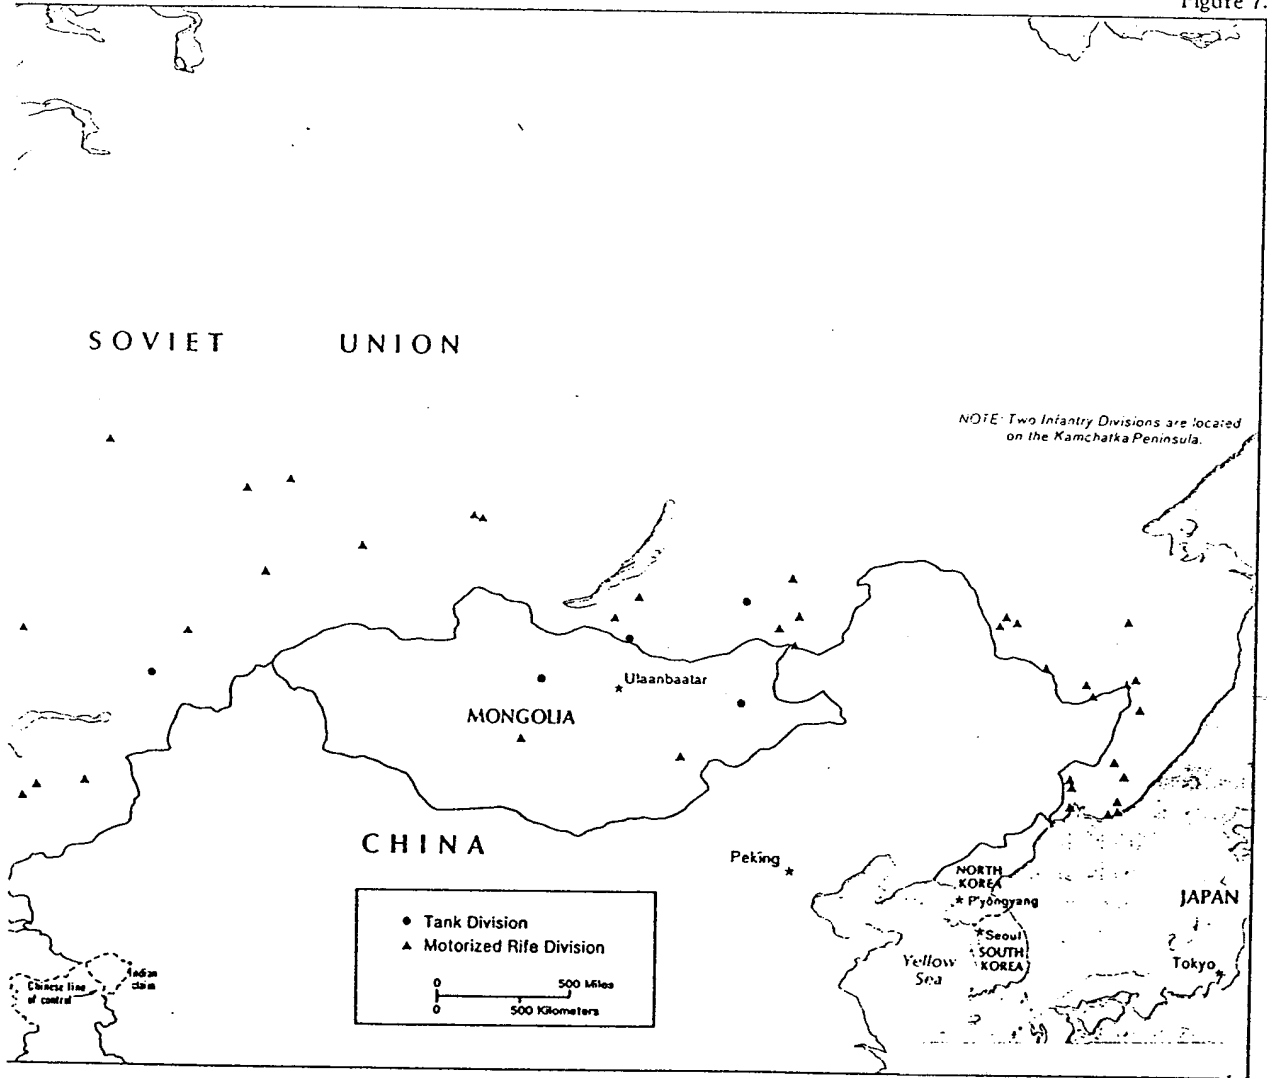 Figure 7.
SOVIET UNION
NOTE: Two Infantry Divisions are located
on the Kamchatka Peninsula.
Ulaanbaatar
MONGOLIA
CHINA
Peking
NORTH
KOREA
P'yongyang
JAPAN
Seoul
SOUTH
KOREA
Yellow
Sea
Tokyo
Tank Division
Motorized Rife Division
0 500 Miles
0 500 Kilometers
Indian
claim
Chinese line
of control